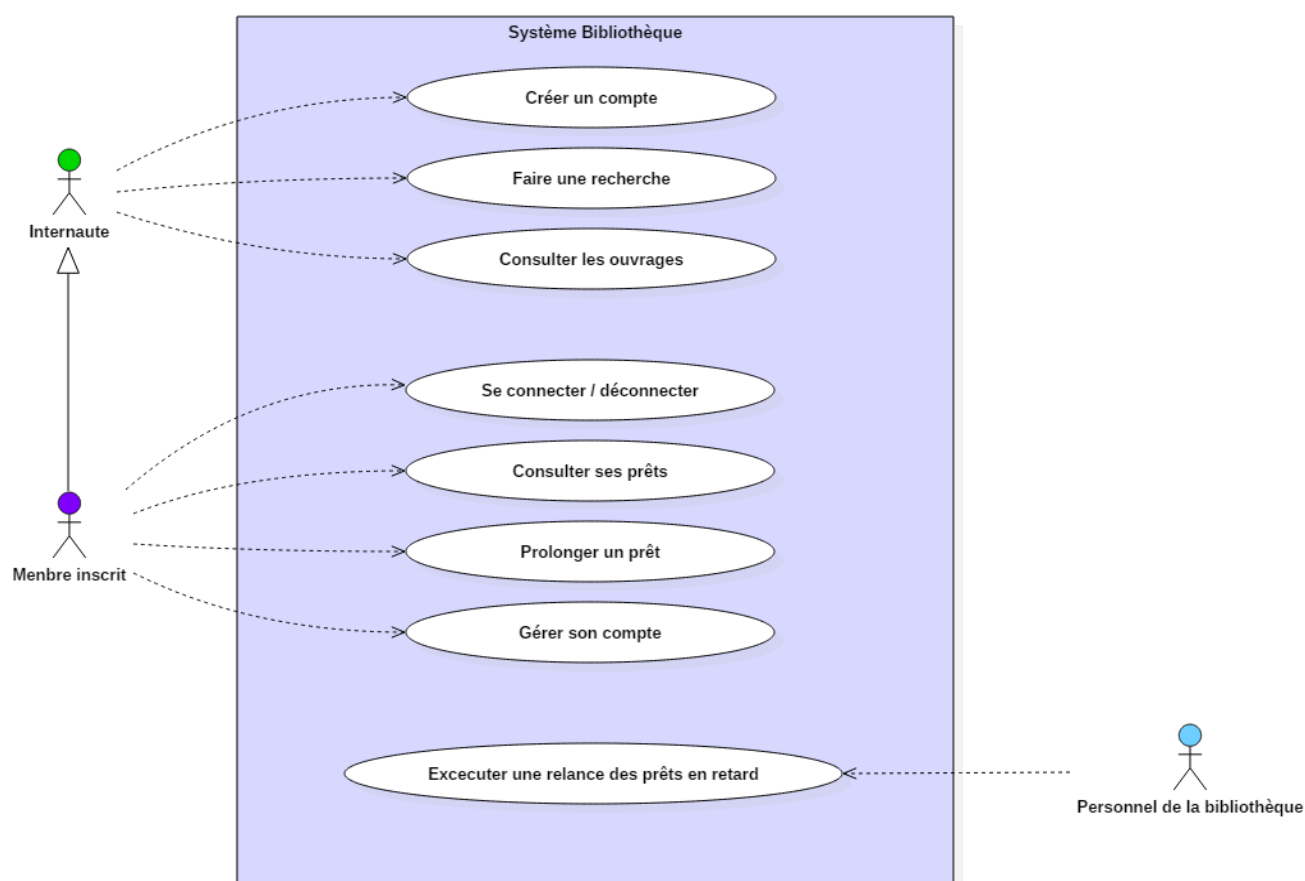 Système Bibliothèque
Créer un compte
Faire une recherche
Internaute
Consulter les ouvrages
Se connecter / déconnecter
Consulter ses prêts
Prolonger un prêt
Menbre inscrit
Gérer son compte
Excecuter une relance des prêts en retard
Personnel de la bibliothèque